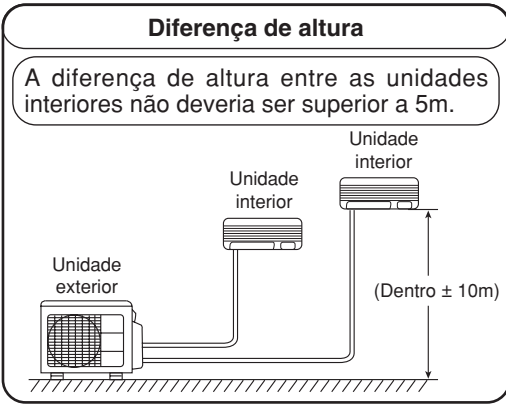 Diferença de altura
A diferença de altura entre as unidades
interiores não deveria ser superior a 5m.
Unidade
interior
Unidade
interior
Unidade
exterior
(Dentro ± 10m)